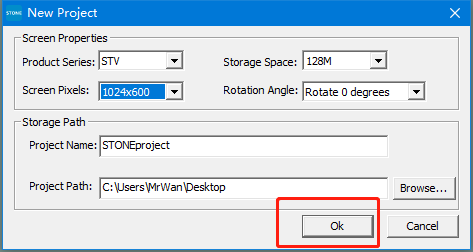 STONE New Project
Screen Properties
Product Series: STV Storage Space: 128M
Screen Pixels: 1024x600 Rotation Angle: Rotate 0 degrees
Storage Path
Project Name: STONEproject
Project Path: C:\Users\MrWan\Desktop Browse...
Ok Cancel